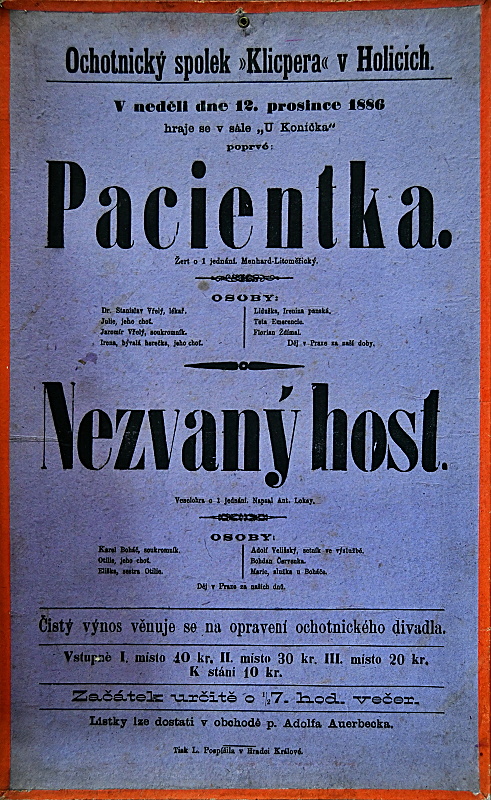 Ochotnický spolek »Klicpera« v Holicích.
V neděli dne 12. prosince 1886
hraje se v sále „U Koníčka“
poprvé:
Pacientka.
Žert o 1 jednání. Menhard-Litoměřický.
OSOBY:
Dr. Stanislav Vřelý, lékař.
Julie, jeho choť.
Jaromír Vřelý, soukromník.
Irena, bývalá herečka, jeho choť.
Liduška, Irenina panská.
Teta Emerencie.
Florian Ždímal.
Děj v Praze za naší doby.
Nezvaný host.
Veselohra o 1 jednání. Napsal Ant. Lokay.
OSOBY:
Karel Boháč, soukromník.
Otilie, jeho choť.
Eliška, sestra Otilie.
Adolf Velišský, setník ve výslužbě.
Bohdan Červenka.
Marie, služka u Boháče.
Děj v Praze za našich dnů.
Čistý výnos věnuje se na opravení ochotnického divadla.
Vstupné I. místo 40 kr. II. místo 30 kr. III. místo 20 kr.
K stání 10 kr.
Začátek určitě o ½7. hod. večer.
Lístky lze dostati v obchodě p. Adolfa Auerbecka.
Tisk L. Pospíšila v Hradci Králové.